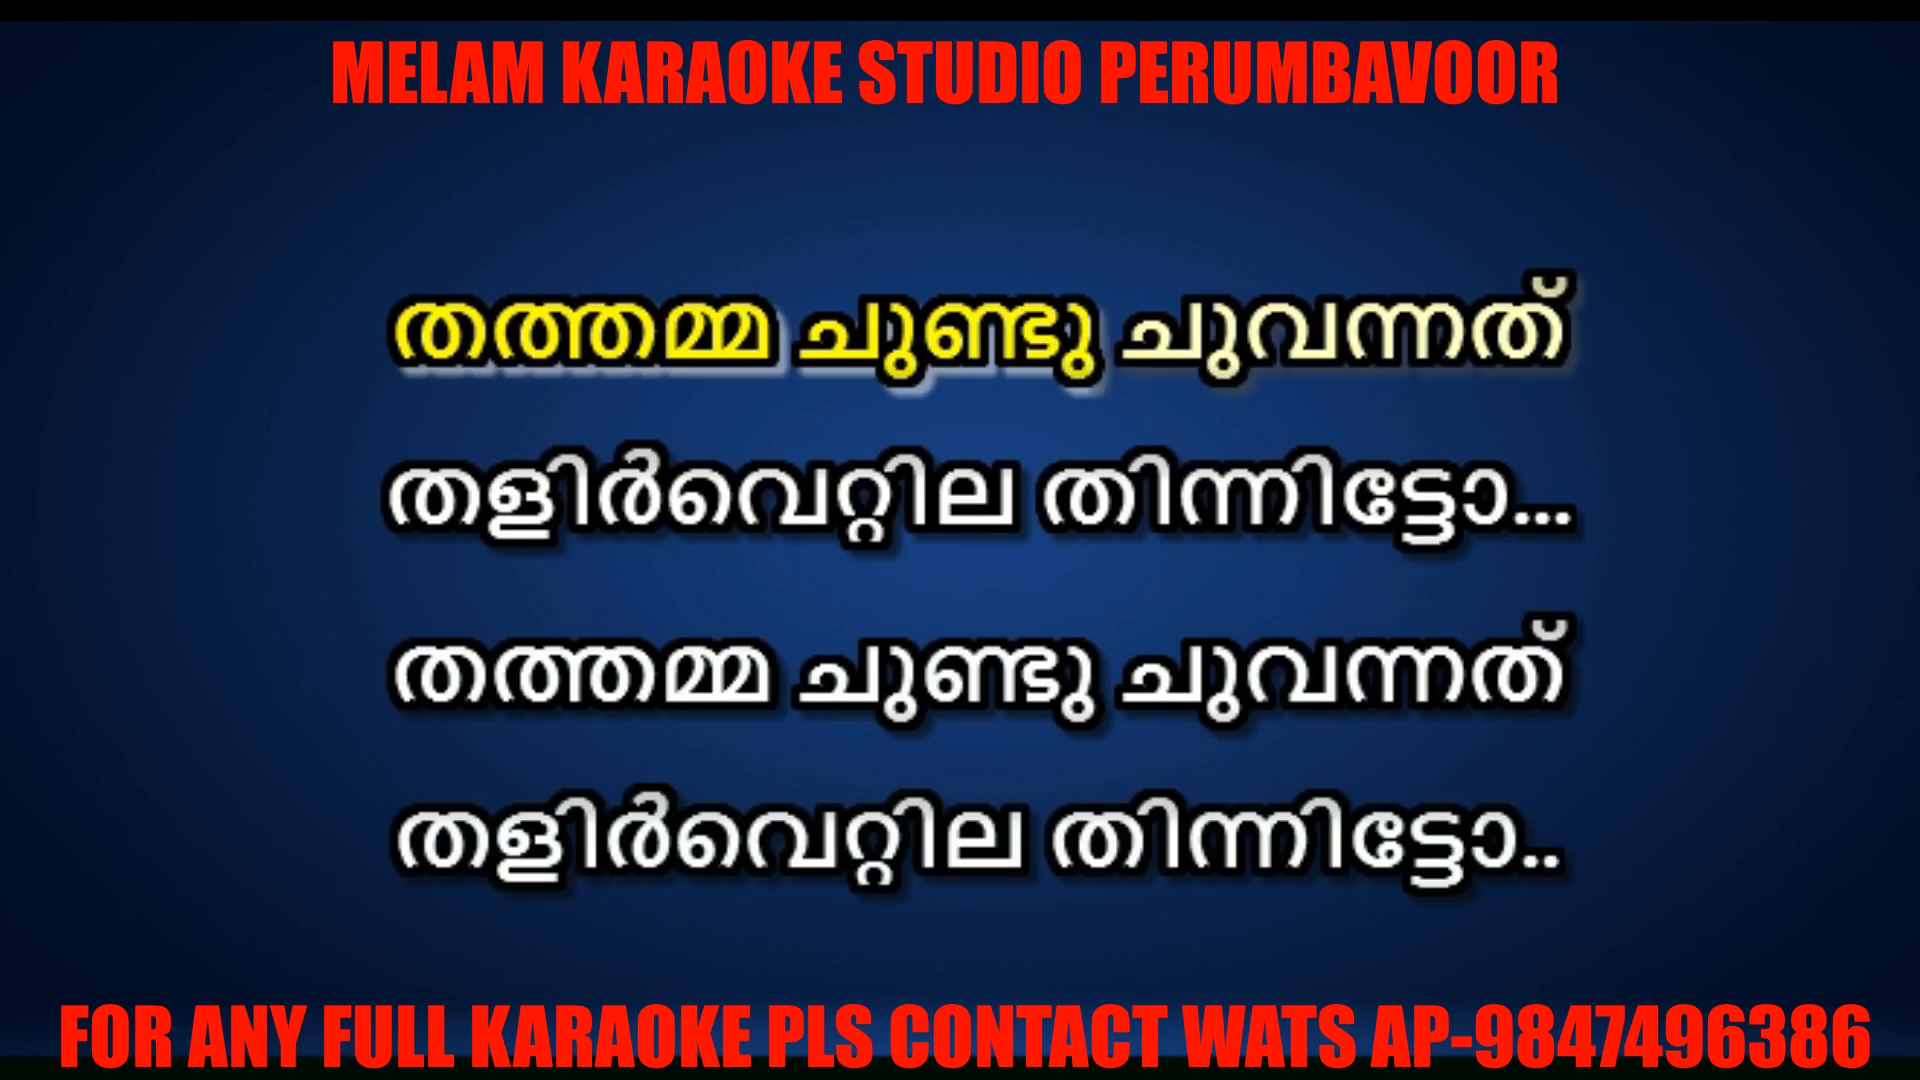 MELAM KARAOKE STUDIO PERUMBAVOOR
തത്തമ്മ ചുണ്ടു ചുവന്നത്
തളിർവെറ്റില തിന്നിട്ടോ...
തത്തമ്മ ചുണ്ടു ചുവന്നത്
തളിർവെറ്റില തിന്നിട്ടോ..
FOR ANY FULL KARAOKE PLS CONTACT WATS AP-9847496386